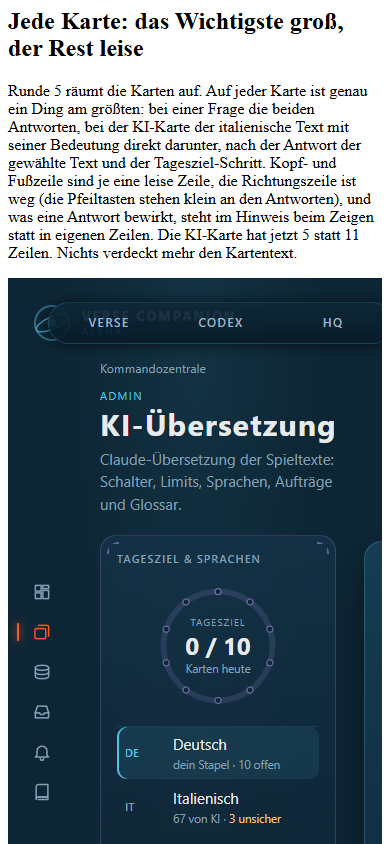 Jede Karte: das Wichtigste groß,
der Rest leise
Runde 5 räumt die Karten auf. Auf jeder Karte ist genau
ein Ding am größten: bei einer Frage die beiden
Antworten, bei der KI-Karte der italienische Text mit
seiner Bedeutung direkt darunter, nach der Antwort der
gewählte Text und der Tagesziel-Schritt. Kopf- und
Fußzeile sind je eine leise Zeile, die Richtungszeile ist
weg (die Pfeiltasten stehen klein an den Antworten), und
was eine Antwort bewirkt, steht im Hinweis beim Zeigen
statt in eigenen Zeilen. Die KI-Karte hat jetzt 5 statt 11
Zeilen. Nichts verdeckt mehr den Kartentext.
VERSE COMPANION
ALPHA
VERSE CODEX HQ
Kommandozentrale
ADMIN
KI-Übersetzung
Claude-Übersetzung der Spieltexte:
Schalter, Limits, Sprachen, Aufträge
und Glossar.
TAGESZIEL & SPRACHEN
TAGESZIEL
0 / 10
Karten heute
DE Deutsch
dein Stapel · 10 offen
IT Italienisch
67 von KI · 3 unsicher